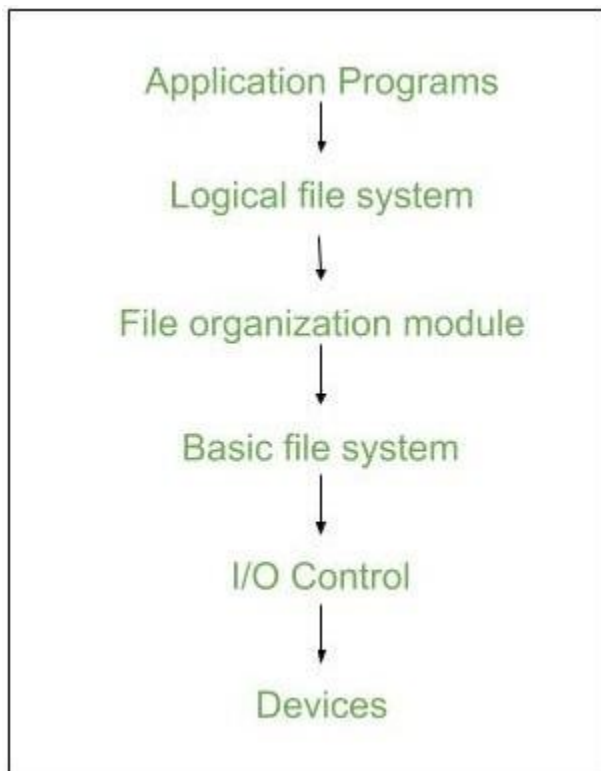 Application Programs
Logical file system
File organization module
Basic file system
I/O Control
Devices